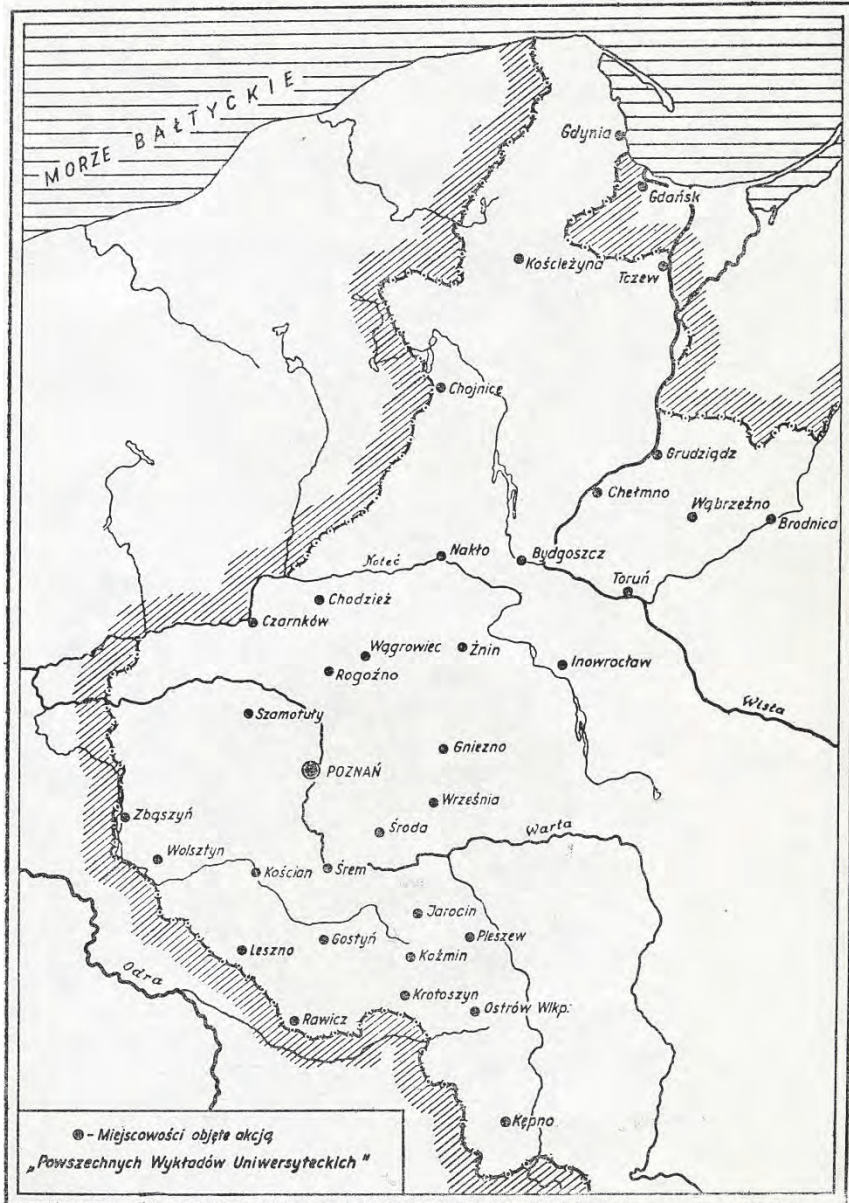 MORZE BAŁTYCKIE
Gdynia
Gdańsk
Kościeżyna
Tczew
Chojnice
Grudziądz
Chełmno
Wąbrzeźno
Brodnica
Noteć
Nakło
Bydgoszcz
Toruń
Chodzież
Czarnków
Wągrowiec
Żnin
Inowrocław
Rogoźno
Wisła
Szamotuły
Gniezno
POZNAŃ
Września
Zbąszyń
Środa
Warta
Wolsztyn
Kościan
Śrem
Jarocin
Leszno
Gostyń
Pleszew
Koźmin
Odra
Krotoszyn
Ostrów Wlkp.
Rawicz
Kępno
- Miejscowości objęte akcją
„Powszechnych Wykładów Uniwersyteckich"